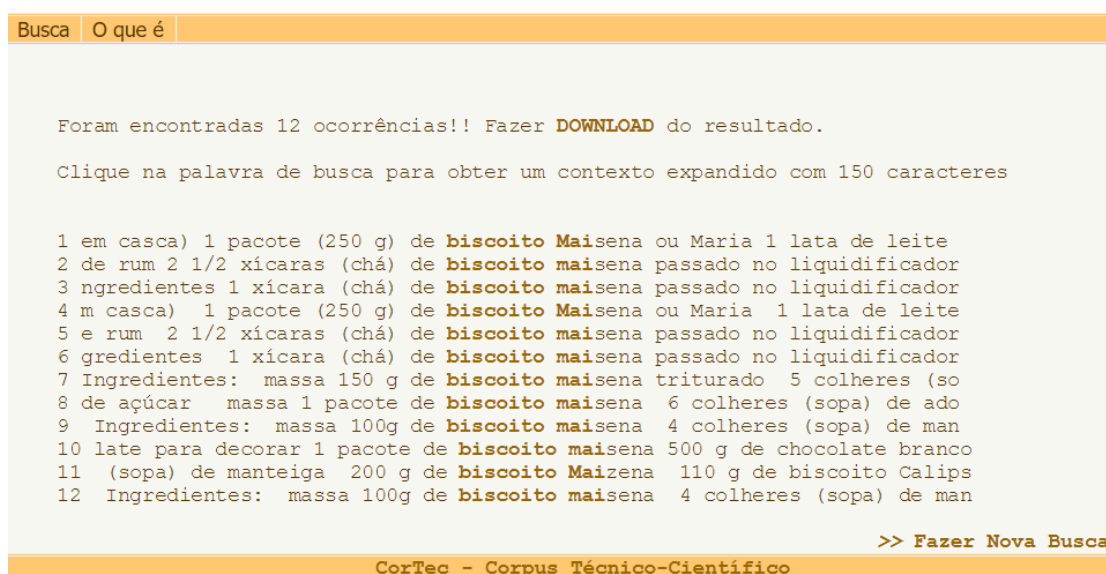 Busca O que é
Foram encontradas 12 ocorrências!! Fazer DOWNLOAD do resultado.
Clique na palavra de busca para obter um contexto expandido com 150 caracteres
1 em casca) 1 pacote (250 g) de biscoito Maisena ou Maria 1 lata de leite
2 de rum 2 1/2 xícaras (chá) de biscoito maisena passado no liquidificador
3 ngredientes 1 xícara (chá) de biscoito maisena passado no liquidificador
4 m casca) 1 pacote (250 g) de biscoito Maisena ou Maria 1 lata de leite
5 e rum 2 1/2 xícaras (chá) de biscoito maisena passado no liquidificador
6 gredientes 1 xícara (chá) de biscoito maisena passado no liquidificador
7 Ingredientes: massa 150 g de biscoito maisena triturado 5 colheres (so
8 de açúcar massa 1 pacote de biscoito maisena 6 colheres (sopa) de ado
9 Ingredientes: massa 100g de biscoito maisena 4 colheres (sopa) de man
10 late para decorar 1 pacote de biscoito maisena 500 g de chocolate branco
11 (sopa) de manteiga 200 g de biscoito Maizena 110 g de biscoito Calips
12 Ingredientes: massa 100g de biscoito maisena 4 colheres (sopa) de man
>> Fazer Nova Busca
CorTec - Corpus Técnico-Científico